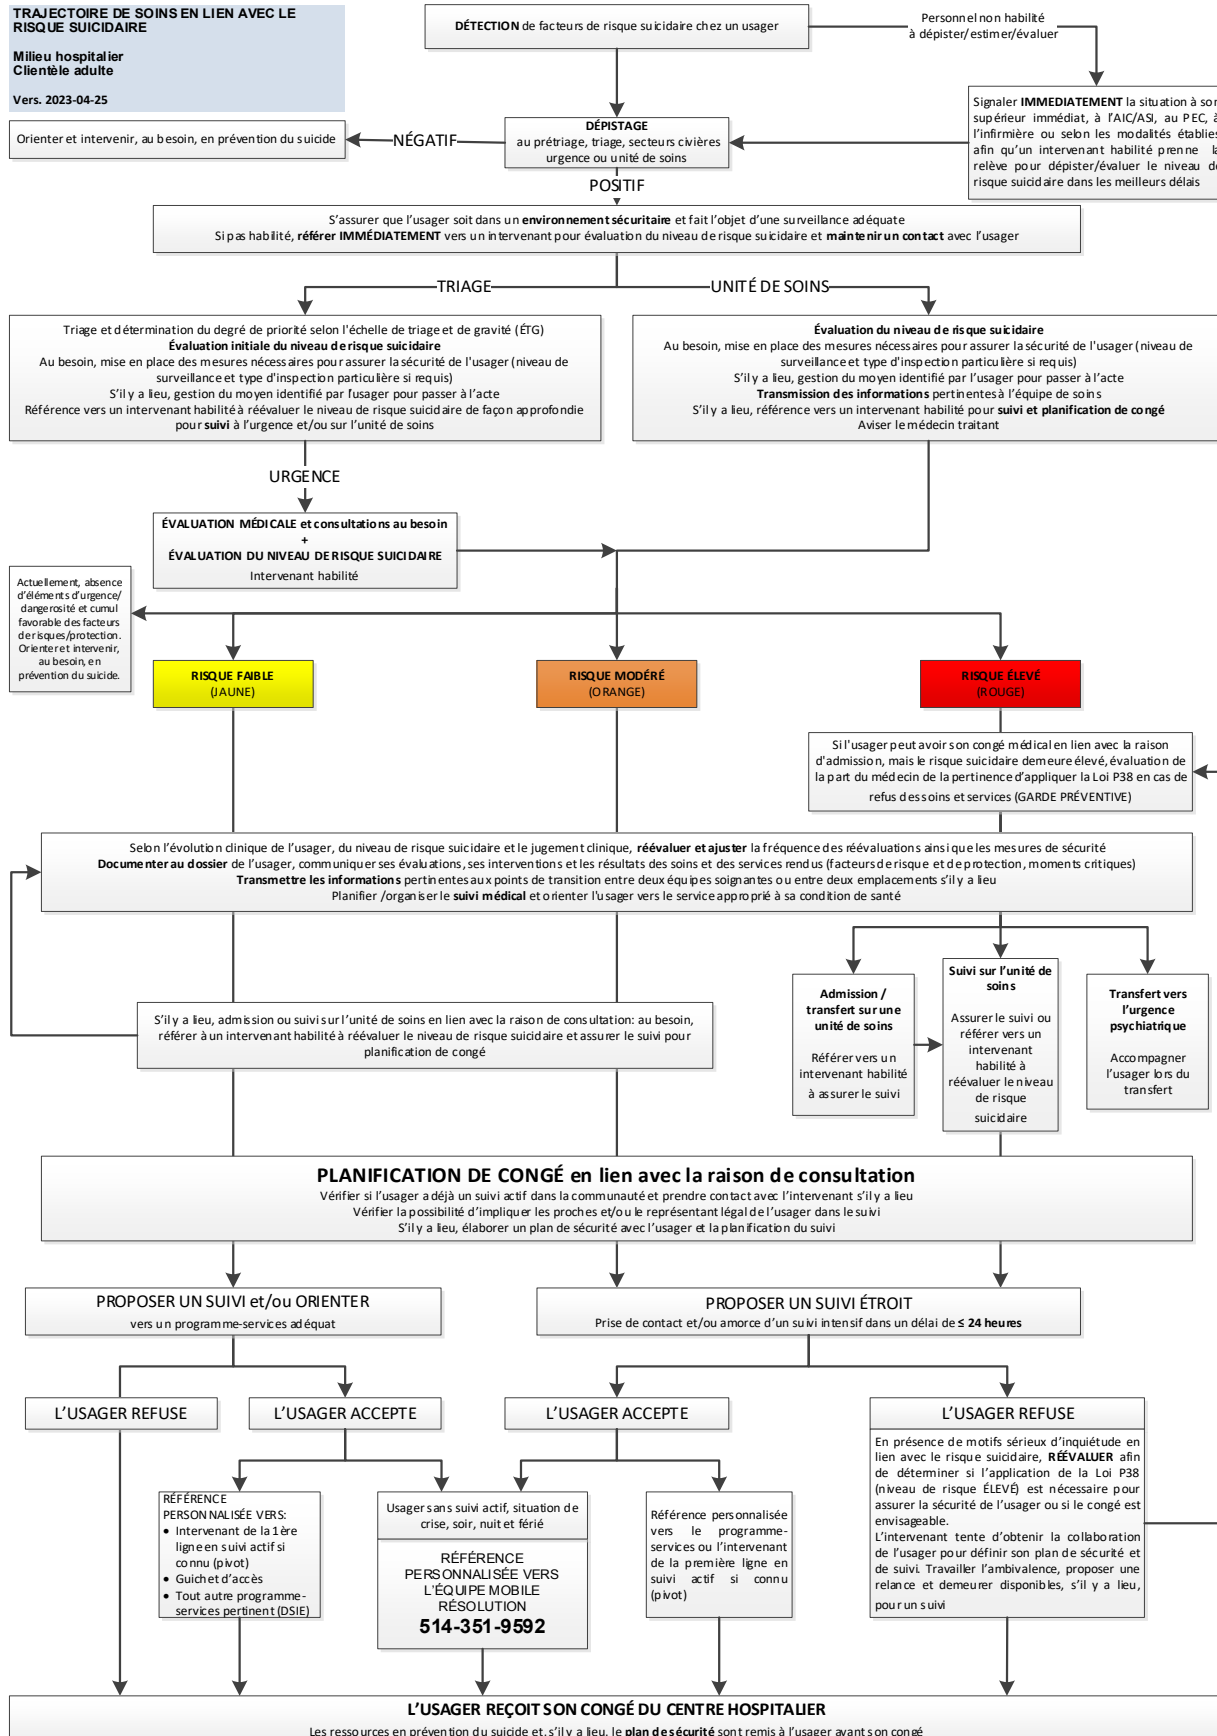 TRAJECTOIRE DE SOINS EN LIEN AVEC LE
RISQUE SUICIDAIRE
Milieu hospitalier
Clientèle adulte
Vers. 2023-04-25
DÉTECTION de facteurs de risque suicidaire chez un usager
Personnel non habilité
à dépister/estimer/évaluer
Signaler IMMEDIATEMENT la situation à son
supérieur immédiat, à l'AIC/ASI, au PEC, à
l'infirmière ou selon les modalités établies
afin qu'un intervenant habilité prenne la
relève pour dépister/évaluer le niveau de
risque suicidaire dans les meilleurs délais
Orienter et intervenir, au besoin, en prévention du suicide
NÉGATIF
DÉPISTAGE
au prétriage, triage, secteurs civières
urgence ou unité de soins
POSITIF
S'assurer que l'usager soit dans un environnement sécuritaire et fait l'objet d'une surveillance adéquate
Si pas habilité, référer IMMÉDIATEMENT vers un intervenant pour évaluation du niveau de risque suicidaire et maintenir un contact avec l'usager
TRIAGE
UNITÉ DE SOINS
Triage et détermination du degré de priorité selon l'échelle de triage et de gravité (ÉTG)
Évaluation initiale du niveau de risque suicidaire
Au besoin, mise en place des mesures nécessaires pour assurer la sécurité de l'usager (niveau de
surveillance et type d'inspection particulière si requis)
S'il y a lieu, gestion du moyen identifié par l'usager pour passer à l'acte
Référence vers un intervenant habilité à réévaluer le niveau de risque suicidaire de façon approfondie
pour suivi à l'urgence et/ou sur l'unité de soins
Évaluation du niveau de risque suicidaire
Au besoin, mise en place des mesures nécessaires pour assurer la sécurité de l'usager (niveau de
surveillance et type d'inspection particulière si requis)
S'il y a lieu, gestion du moyen identifié par l'usager pour passer à l'acte
Transmission des informations pertinentes à l'équipe de soins
S'il y a lieu, référence vers un intervenant habilité pour suivi et planification de congé
Aviser le médecin traitant
URGENCE
ÉVALUATION MÉDICALE et consultations au besoin
+
ÉVALUATION DU NIVEAU DE RISQUE SUICIDAIRE
Intervenant habilité
Actuellement, absence
d'éléments d'urgence/
dangerosité et cumul
favorable des facteurs
de risques/protection.
Orienter et intervenir,
au besoin, en
prévention du suicide.
RISQUE FAIBLE
(JAUNE)
RISQUE MODÉRÉ
(ORANGE)
RISQUE ÉLEVÉ
(ROUGE)
Si l'usager peut avoir son congé médical en lien avec la raison
d'admission, mais le risque suicidaire demeure élevé, évaluation de
la part du médecin de la pertinence d'appliquer la Loi P38 en cas de
refus des soins et services (GARDE PRÉVENTIVE)
Selon l'évolution clinique de l'usager, du niveau de risque suicidaire et le jugement clinique, réévaluer et ajuster la fréquence des réévaluations ainsi que les mesures de sécurité
Documenter au dossier de l'usager, communiquer ses évaluations, ses interventions et les résultats des soins et des services rendus (facteurs de risque et de protection, moments critiques)
Transmettre les informations pertinentes aux points de transition entre deux équipes soignantes ou entre deux emplacements s'il y a lieu
Planifier /organiser le suivi médical et orienter l'usager vers le service approprié à sa condition de santé
S'il y a lieu, admission ou suivi sur l'unité de soins en lien avec la raison de consultation: au besoin,
référer à un intervenant habilité à réévaluer le niveau de risque suicidaire et assurer le suivi pour
planification de congé
Admission /
transfert sur une
unité de soins
Référer vers un
intervenant habilité
à assurer le suivi
Suivi sur l'unité de
soins
Assurer le suivi ou
référer vers un
intervenant
habilité à
réévaluer le niveau
de risque
suicidaire
Transfert vers
l'urgence
psychiatrique
Accompagner
l'usager lors du
transfert
PLANIFICATION DE CONGÉ en lien avec la raison de consultation
Vérifier si l'usager a déjà un suivi actif dans la communauté et prendre contact avec l'intervenant s'il y a lieu
Vérifier la possibilité d'impliquer les proches et/ou le représentant légal de l'usager dans le suivi
S'il y a lieu, élaborer un plan de sécurité avec l'usager et la planification du suivi
PROPOSER UN SUIVI et/ou ORIENTER
vers un programme-services adéquat
PROPOSER UN SUIVI ÉTROIT
Prise de contact et/ou amorce d'un suivi intensif dans un délai de ≤ 24 heures
L'USAGER REFUSE
L'USAGER ACCEPTE
L'USAGER ACCEPTE
L'USAGER REFUSE
RÉFÉRENCE
PERSONNALISÉE VERS:
• Intervenant de la 1ère
ligne en suivi actif si
connu (pivot)
• Guichet d'accès
• Tout autre programme-
services pertinent (DSIE)
Usager sans suivi actif, situation de
crise, soir, nuit et férié
RÉFÉRENCE
PERSONNALISÉE VERS
L'ÉQUIPE MOBILE
RÉSOLUTION
514-351-9592
Référence personnalisée
vers le programme-
services ou l'intervenant
de la première ligne en
suivi actif si connu
(pivot)
En présence de motifs sérieux d'inquiétude en
lien avec le risque suicidaire, RÉÉVALUER afin
de déterminer si l'application de la Loi P38
(niveau de risque ÉLEVÉ) est nécessaire pour
assurer la sécurité de l'usager ou si le congé est
envisageable.
L'intervenant tente d'obtenir la collaboration
de l'usager pour définir son plan de sécurité et
de suivi. Travailler l'ambivalence, proposer une
relance et demeurer disponibles, s'il y a lieu,
pour un suivi
L'USAGER REÇOIT SON CONGÉ DU CENTRE HOSPITALIER
Les ressources en prévention du suicide et, s'il y a lieu, le plan de sécurité sont remis à l'usager avant son congé